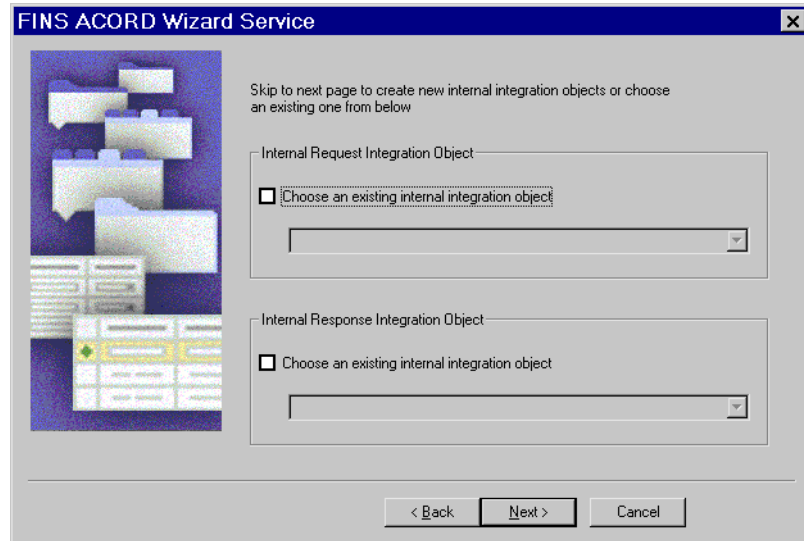 FINS ACORD Wizard Service
Skip to next page to create new internal integration objects or choose
an existing one from below
Internal Request Integration Object
Choose an existing internal integration object
Internal Response Integration Object
Choose an existing internal integration object
< Back
Next >
Cancel